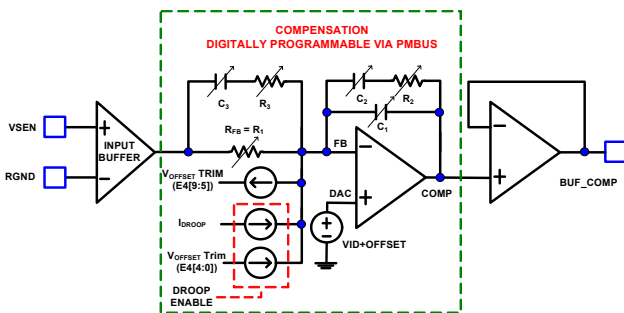 COMPENSATION
DIGITALLY PROGRAMMABLE VIA PMBUS
C3
R3
C2
R2
C1
VSEN
RGND
INPUT
BUFFER
RFB = R1
FB
VOFFSET TRIM
(E4[9:5])
DAC
COMP
BUF_COMP
IDROOP
VID+OFFSET
VOFFSET Trim
(E4[4:0])
DROOP
ENABLE